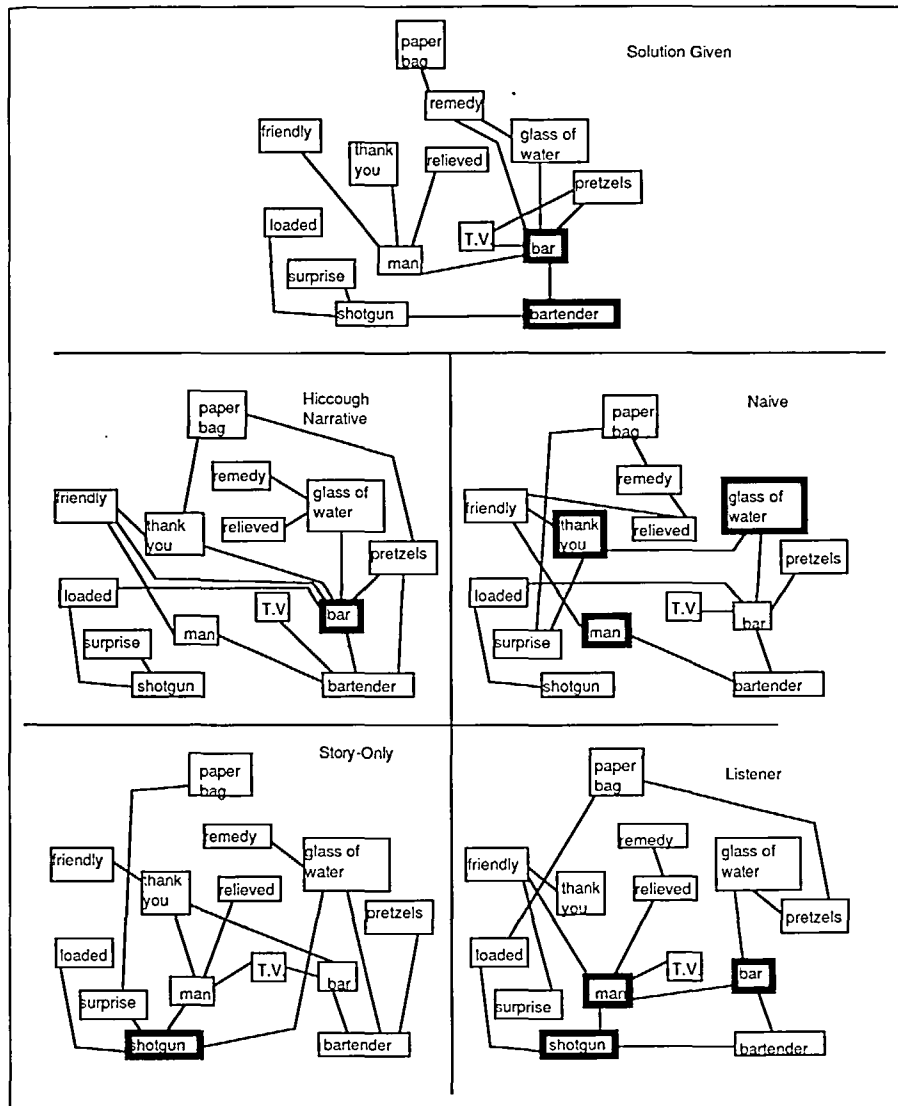 paper
bag
Solution Given
remedy
friendly
glass of
water
thank
you
relieved
pretzels
loaded
T.V
bar
man
surprise
shotgun
bartender
Hiccough
Narrative
paper
bag
remedy
glass of
water
friendly
thank
you
relieved
pretzels
loaded
T.V
bar
man
surprise
shotgun
bartender
Naive
paper
bag
remedy
glass of
water
friendly
thank
you
relieved
pretzels
loaded
T.V
bar
man
surprise
shotgun
bartender
Story-Only
paper
bag
remedy
glass of
water
friendly
thank
you
relieved
pretzels
loaded
T.V
bar
man
surprise
shotgun
bartender
Listener
paper
bag
remedy
glass of
water
friendly
thank
you
relieved
pretzels
loaded
T.V
bar
man
surprise
shotgun
bartender